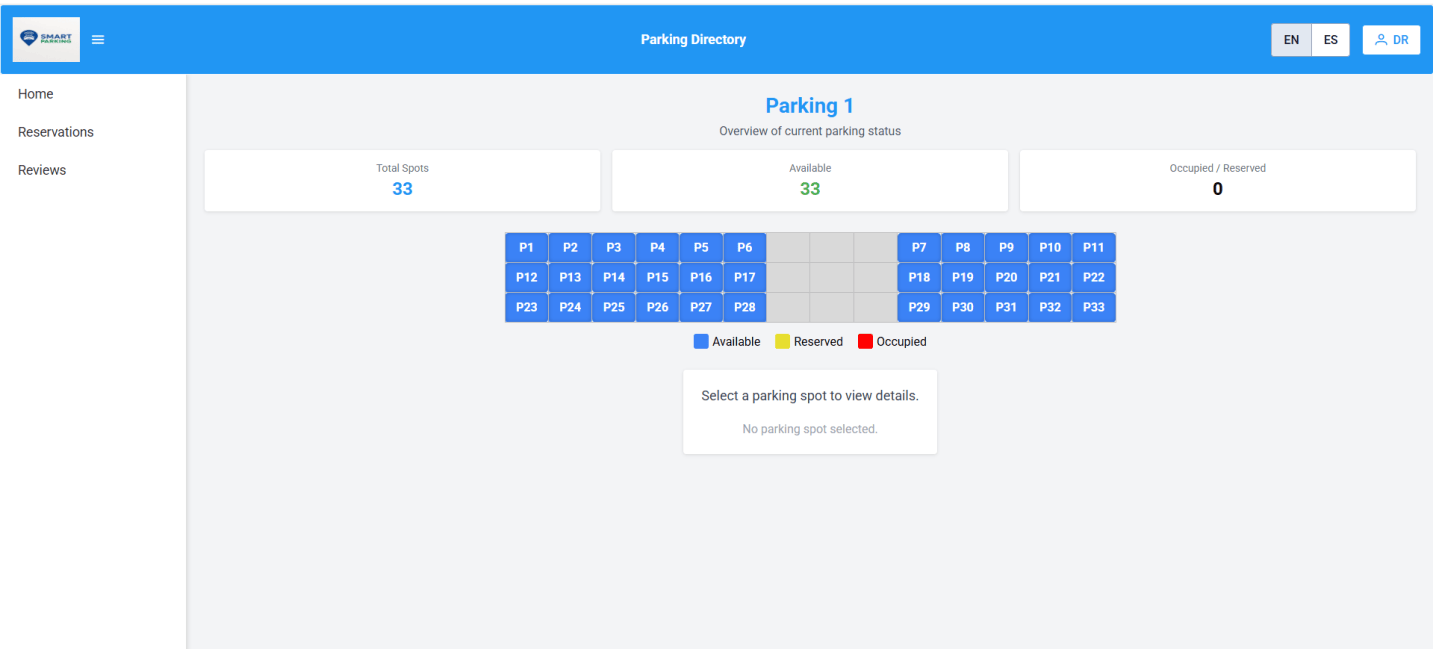 SMART
PARKING
Parking Directory
EN ES DR
Home
Reservations
Reviews
Parking 1
Overview of current parking status
Total Spots
33
Available
33
Occupied / Reserved
0
P1 P2 P3 P4 P5 P6 P7 P8 P9 P10 P11
P12 P13 P14 P15 P16 P17 P18 P19 P20 P21 P22
P23 P24 P25 P26 P27 P28 P29 P30 P31 P32 P33
Available Reserved Occupied
Select a parking spot to view details.
No parking spot selected.